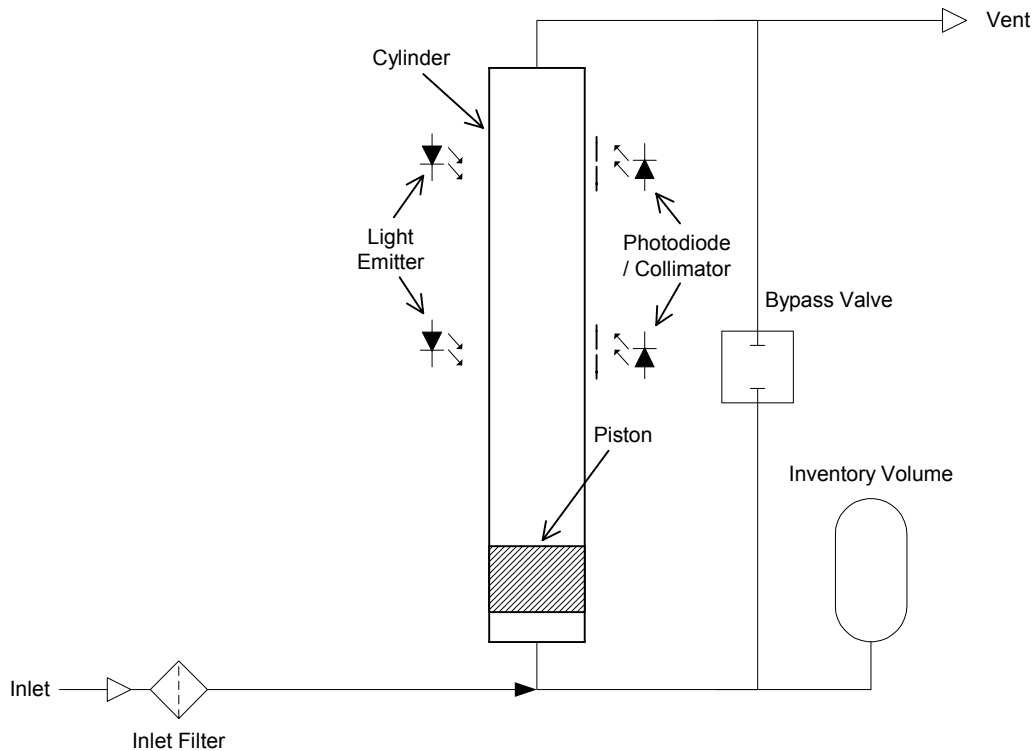 Vent
Cylinder
Light
Emitter
Photodiode
/ Collimator
Bypass Valve
Piston
Inventory Volume
Inlet
Inlet Filter